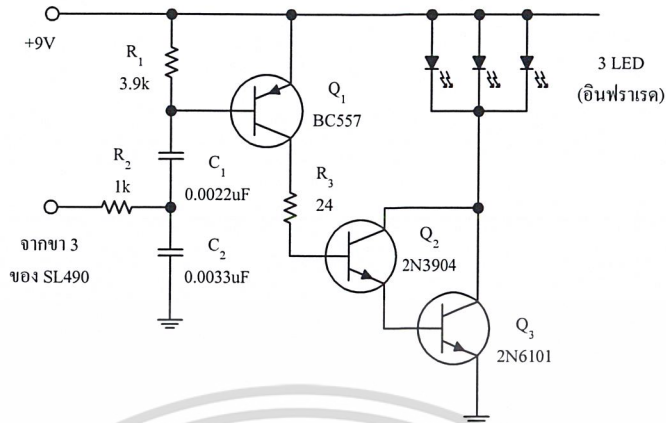 +9V
R1
3.9k
Q1
BC557
3 LED
(อินฟราเรด)
R2
1k
C1
0.0022uF
R3
24
จากขา 3
ของ SL490
C2
0.0033uF
Q2
2N3904
Q3
2N6101